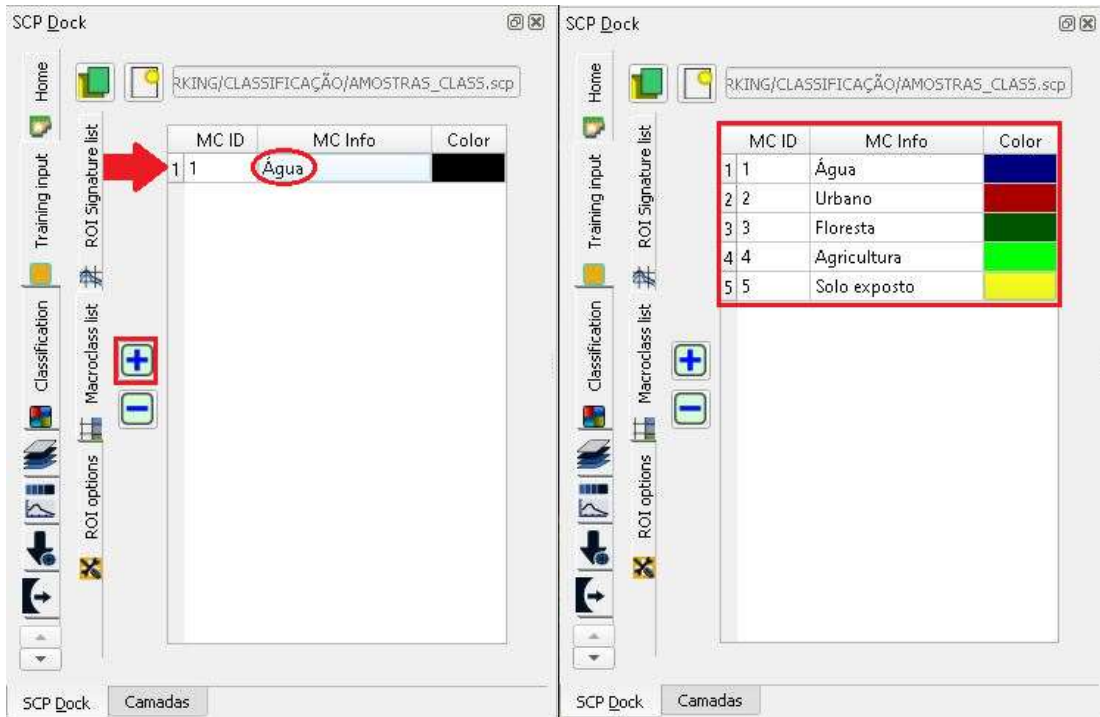 SCP Dock
RKING/CLASSIFICAÇÃO/AMOSTRAS_CLASS.scp
Home
Training input
Classification
ROI Signature list
Macroclass list
ROI options
MC ID MC Info Color
1 1 Água
SCP Dock Camadas
SCP Dock
RKING/CLASSIFICAÇÃO/AMOSTRAS_CLASS.scp
Home
Training input
Classification
ROI Signature list
Macroclass list
ROI options
MC ID MC Info Color
1 1 Água
2 2 Urbano
3 3 Floresta
4 4 Agricultura
5 5 Solo exposto
SCP Dock Camadas